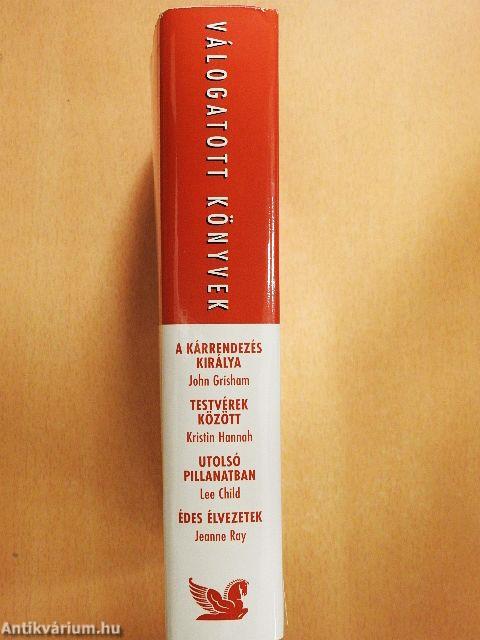 VÁLOGATOTT KÖNYVEK
A KÁRRENDEZÉS
KIRÁLYA
John Grisham
TESTVÉREK
KÖZÖTT
Kristin Hannah
UTOLSÓ
PILLANATBAN
Lee Child
ÉDES ÉLVEZETEK
Jeanne Ray
Antikvárium.hu